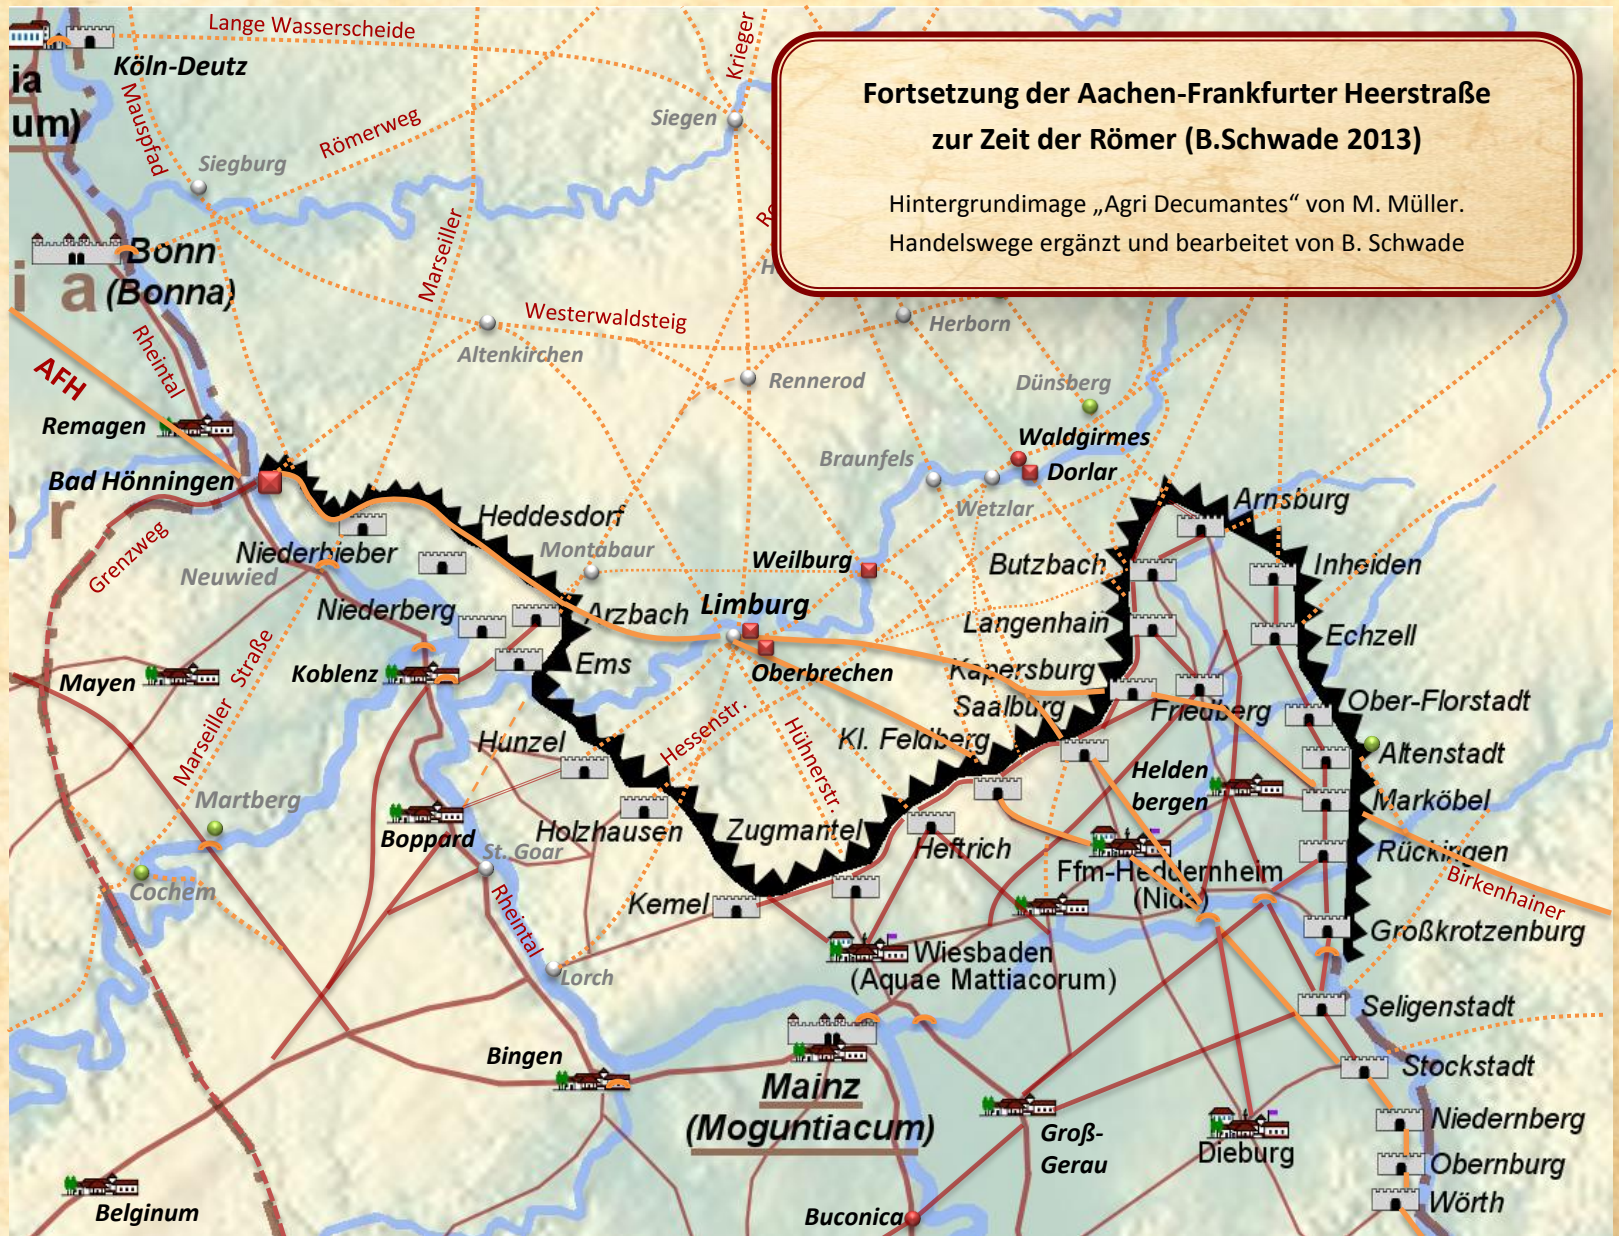 Fortsetzung der Aachen-Frankfurter Heerstraße
zur Zeit der Römer (B.Schwade 2013)
Hintergrundimage „Agri Decumantes“ von M. Müller.
Handelswege ergänzt und bearbeitet von B. Schwade
Lange Wasserscheide
Köln-Deutz
ia
um)
Mauspfad
Römerweg
Siegburg
Krieger
Siegen
Marseiller
Bonn
(Bonna)
i a
Rheintal
AFH
Westerwaldsteig
Altenkirchen
Herborn
Rennerod
Dünsberg
Remagen
Bad Hönningen
r
Grenzweg
Waldgirmes
Dorlar
Braunfels
Wetzlar
Arnsburg
Heddesdorf
Niederbieber
Neuwied
Montabaur
Weilburg
Butzbach
Inheiden
Niederberg
Arzbach
Limburg
Langenhain
Echzell
Mayen
Marseiller Straße
Koblenz
Ems
Oberbrechen
Kapersburg
Saalburg
Friedberg
Ober-Florstadt
Hunzel
Hessenstr.
Hühnerstr.
Kl. Feldberg
Helden
bergen
Altenstadt
Marköbel
Martberg
Boppard
Holzhausen
Zugmantel
Heftrich
Ffm-Heddernheim
(Nida)
Rückingen
Birkenhainer
St. Goar
Cochem
Kemel
Rheintal
Lorch
Wiesbaden
(Aquae Mattiacorum)
Großkrotzenburg
Seligenstadt
Bingen
Mainz
(Moguntiacum)
Stockstadt
Groß-
Gerau
Dieburg
Niedernberg
Obernburg
Wörth
Belginum
Buconica